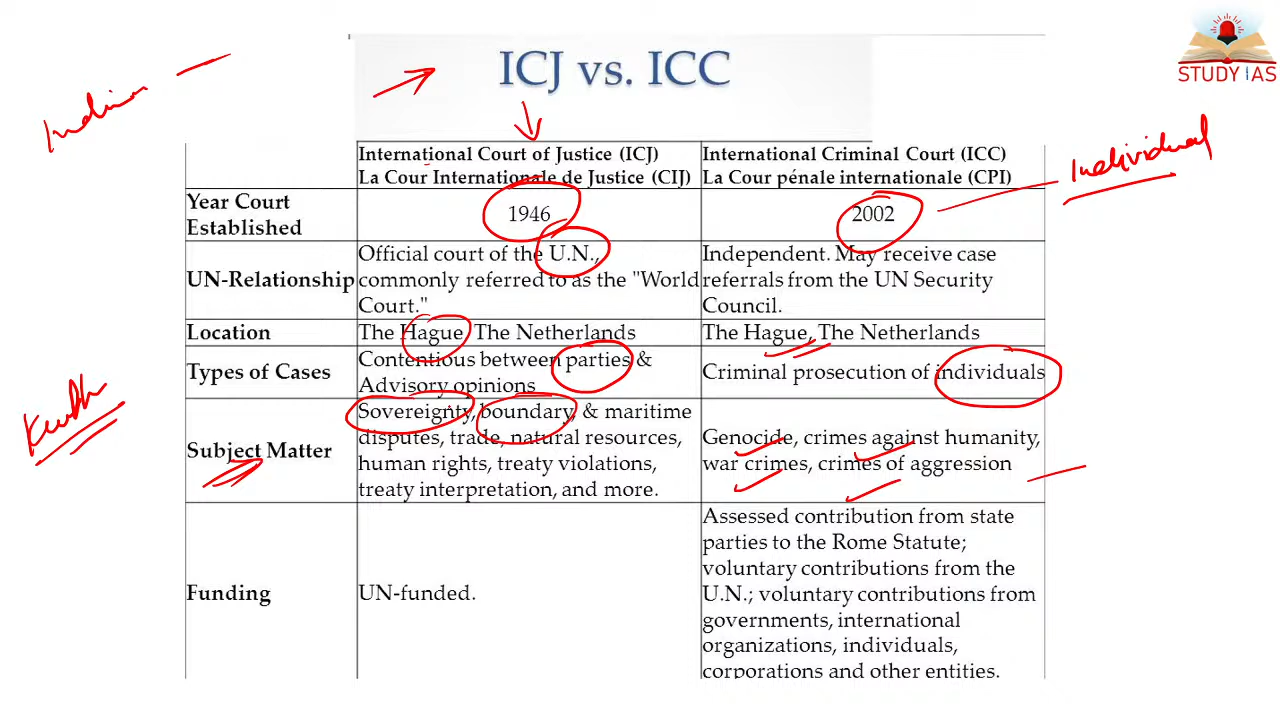 ICJ vs. ICC
STUDY IAS
Individual
International Court of Justice (ICJ)
La Cour Internationale de Justice (CIJ)
International Criminal Court (ICC)
La Cour pénale internationale (CPI)
Year Court
Established
1946
2002
UN-Relationship
Official court of the U.N.,
commonly referred to as the "World
Court."
Independent. May receive case
referrals from the UN Security
Council.
Location
The Hague, The Netherlands
The Hague, The Netherlands
Types of Cases
Contentious between parties &
Advisory opinions
Criminal prosecution of individuals
Subject Matter
Sovereignty, boundary, & maritime
disputes, trade, natural resources,
human rights, treaty violations,
treaty interpretation, and more.
Genocide, crimes against humanity,
war crimes, crimes of aggression
Funding
UN-funded.
Assessed contribution from state
parties to the Rome Statute;
voluntary contributions from the
U.N.; voluntary contributions from
governments, international
organizations, individuals,
corporations and other entities.